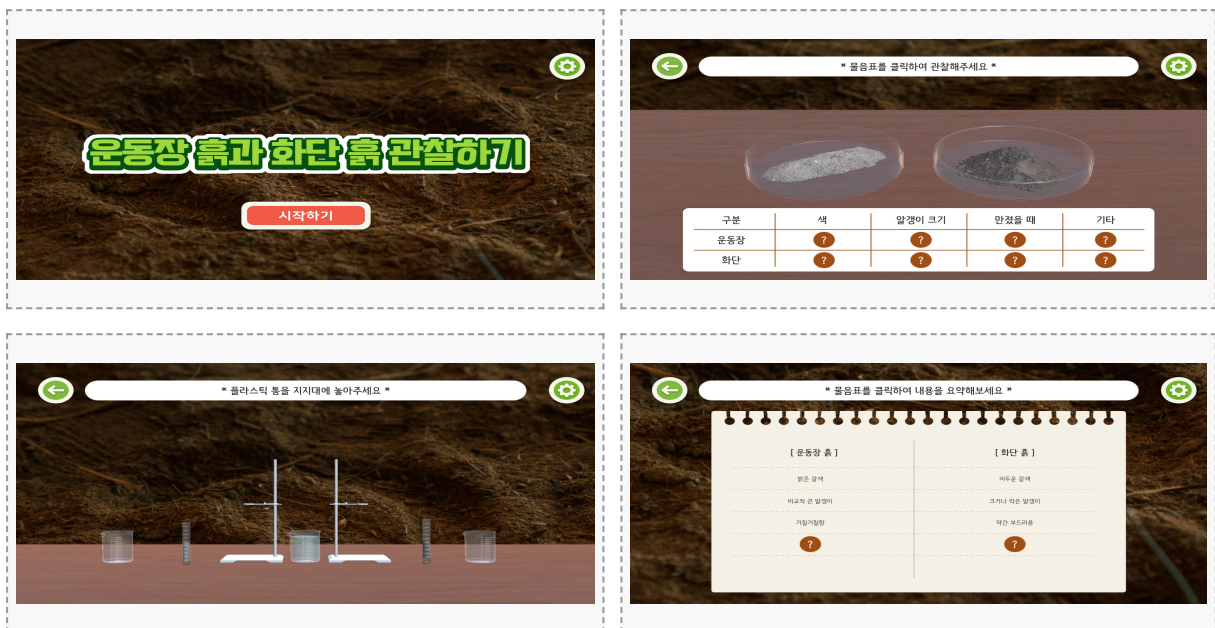 운동장 흙과 화단 흙 관찰하기
시작하기
* 물음표를 클릭하여 관찰해주세요 *
구분 색 알갱이 크기 만졌을 때 기타
운동장 ? ? ? ?
화단 ? ? ? ?
* 플라스틱 통을 지지대에 놓아주세요 *
* 물음표를 클릭하여 내용을 요약해보세요 *
[ 운동장 흙 ] [ 화단 흙 ]
밝은 갈색 어두운 갈색
비교적 큰 알갱이 크거나 작은 알갱이
거칠거칠함 약간 부드러움
? ?